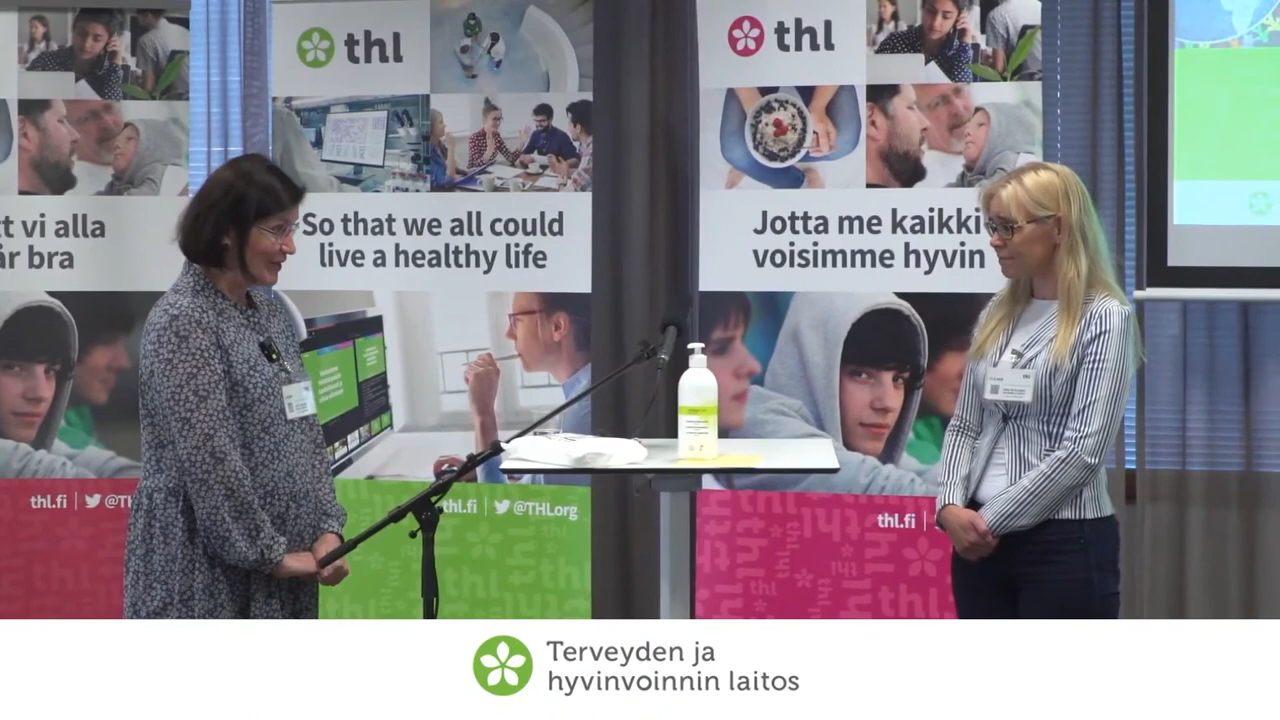 thl
thl
t vi alla
år bra
So that we all could
live a healthy life
Jotta me kaikki
voisimme hyvin
thl.fi | @TH
thl.fi | @THLorg
thl.fi |
Terveyden ja
hyvinvoinnin laitos